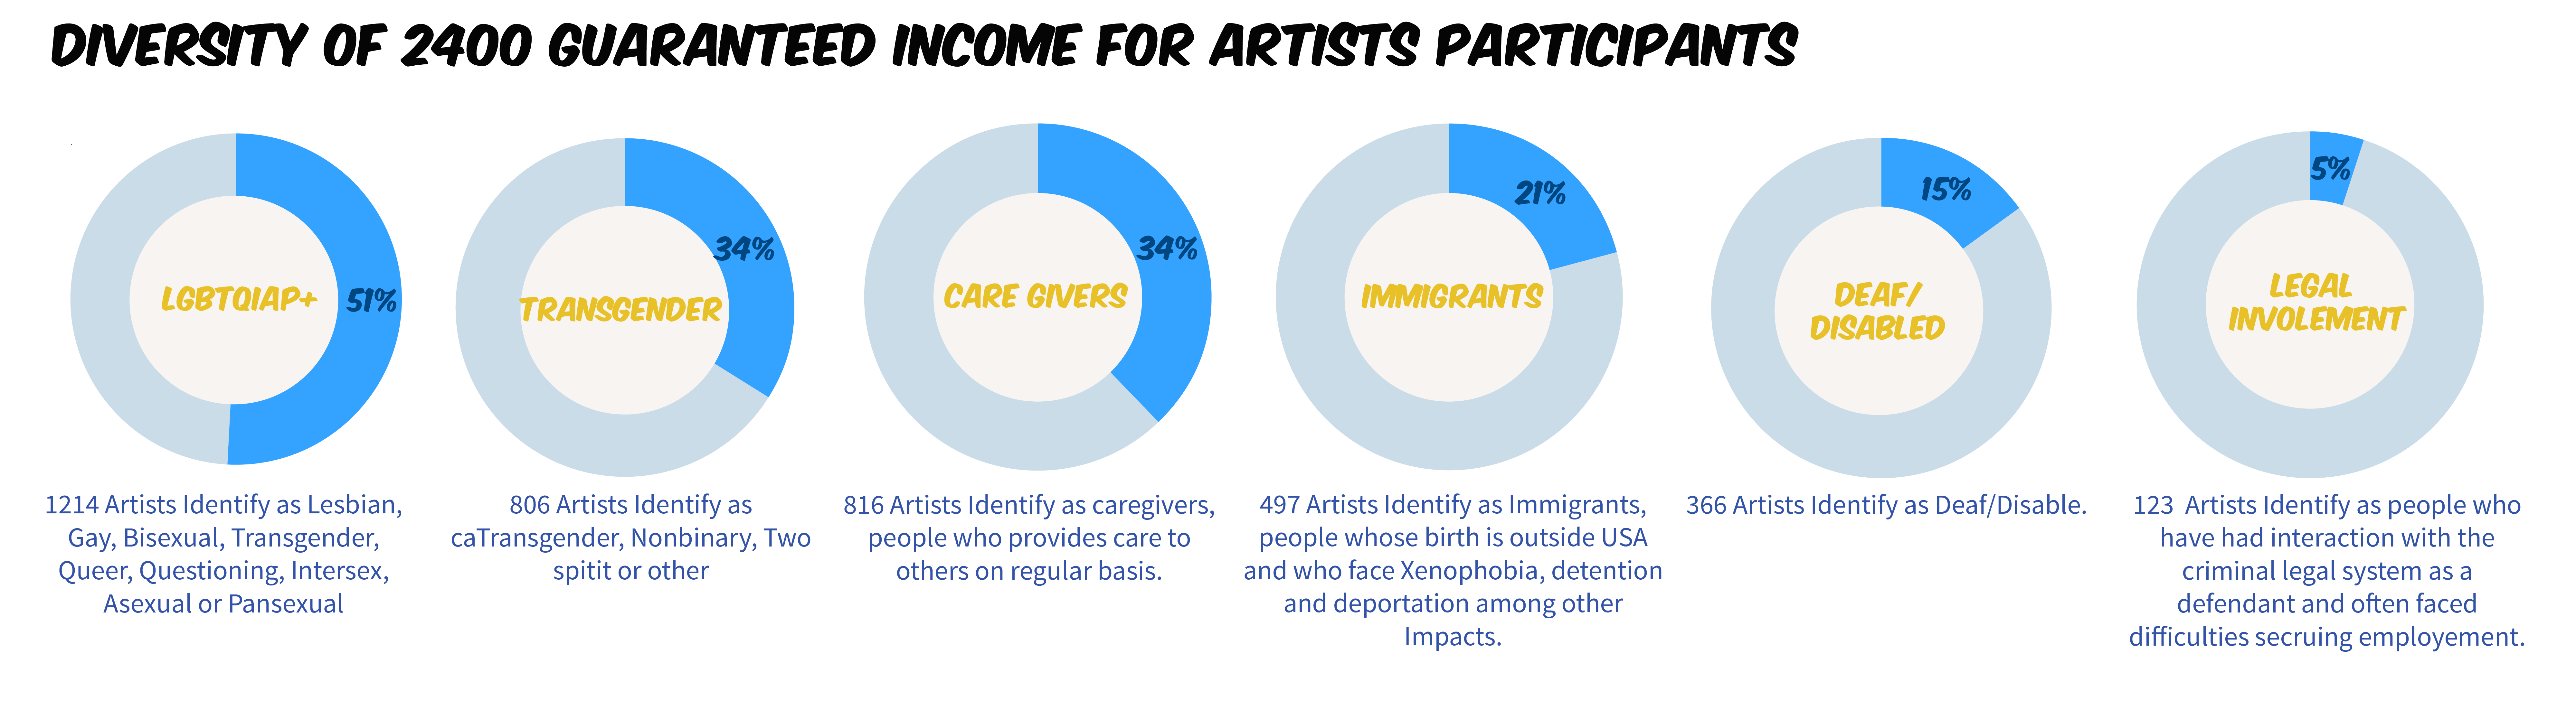 DIVERSITY OF 2400 GUARANTEED INCOME FOR ARTISTS PARTICIPANTS
LGBTQIAP+
51%
1214 Artists Identify as Lesbian,
Gay, Bisexual, Transgender,
Queer, Questioning, Intersex,
Asexual or Pansexual
TRANSGENDER
34%
806 Artists Identify as
caTransgender, Nonbinary, Two
spitit or other
CARE GIVERS
34%
816 Artists Identify as caregivers,
people who provides care to
others on regular basis.
IMMIGRANTS
21%
497 Artists Identify as Immigrants,
people whose birth is outside USA
and who face Xenophobia, detention
and deportation among other
Impacts.
DEAF/
DISABLED
15%
366 Artists Identify as Deaf/Disable.
LEGAL
INVOLEMENT
5%
123 Artists Identify as people who
have had interaction with the
criminal legal system as a
defendant and often faced
difficulties secruing employement.